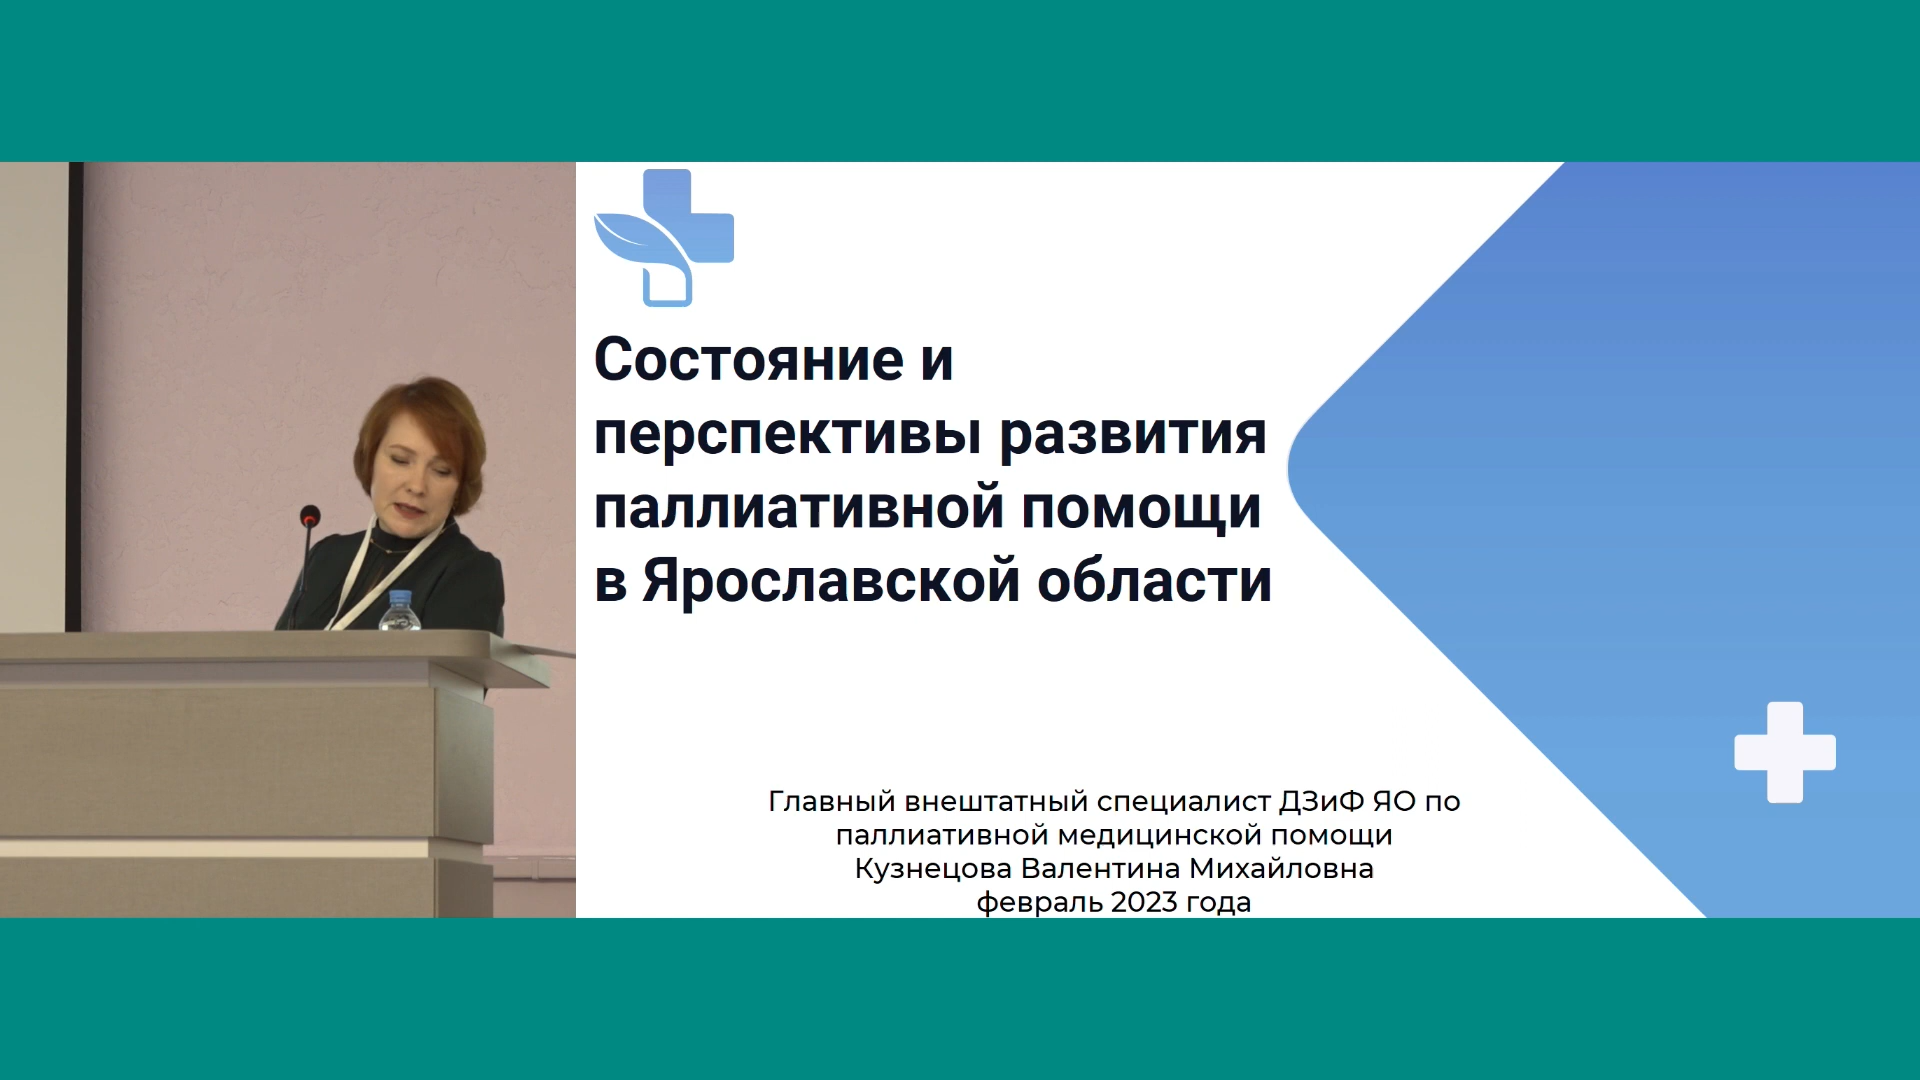 Состояние и
перспективы развития
паллиативной помощи
в Ярославской области
Главный внештатный специалист ДЗиФ ЯО по
паллиативной медицинской помощи
Кузнецова Валентина Михайловна
февраль 2023 года